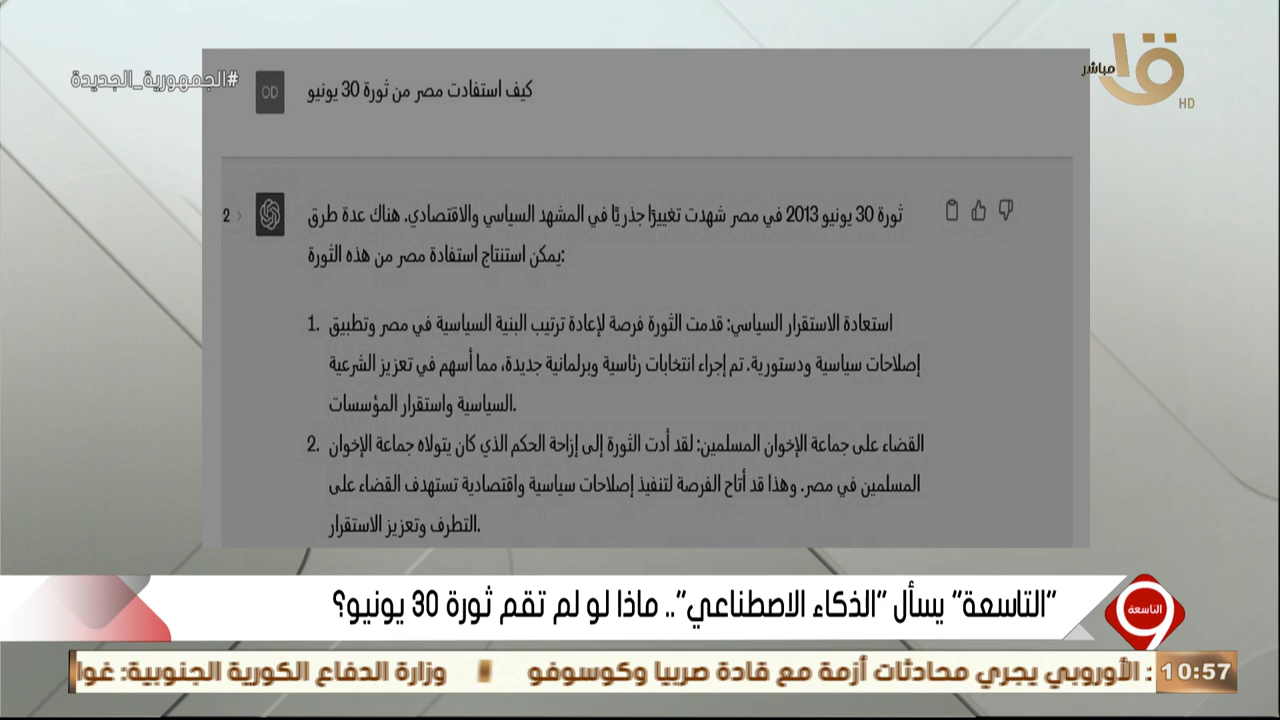 #الجمهورية_الجديدة
مباشر
HD
OD
كيف استفادت مصر من ثورة 30 يونيو
2
ثورة 30 يونيو 2013 في مصر شهدت تغييرًا جذريًا في المشهد السياسي والاقتصادي. هناك عدة طرق
يمكن استنتاج استفادة مصر من هذه الثورة:
1. استعادة الاستقرار السياسي: قدمت الثورة فرصة لإعادة ترتيب البنية السياسية في مصر وتطبيق
إصلاحات سياسية ودستورية. تم إجراء انتخابات رئاسية وبرلمانية جديدة، مما أسهم في تعزيز الشرعية
السياسية واستقرار المؤسسات.
2. القضاء على جماعة الإخوان المسلمين: لقد أدت الثورة إلى إزاحة الحكم الذي كان يتولاه جماعة الإخوان
المسلمين في مصر. وهذا قد أتاح الفرصة لتنفيذ إصلاحات سياسية واقتصادية تستهدف القضاء على
التطرف وتعزيز الاستقرار.
"التاسعة" يسأل "الذكاء الاصطناعي".. ماذا لو لم تقم ثورة 30 يونيو؟
التاسعة
10:57 : الأوروبي يجري محادثات أزمة مع قادة صربيا وكوسوفو وزارة الدفاع الكورية الجنوبية: غوا